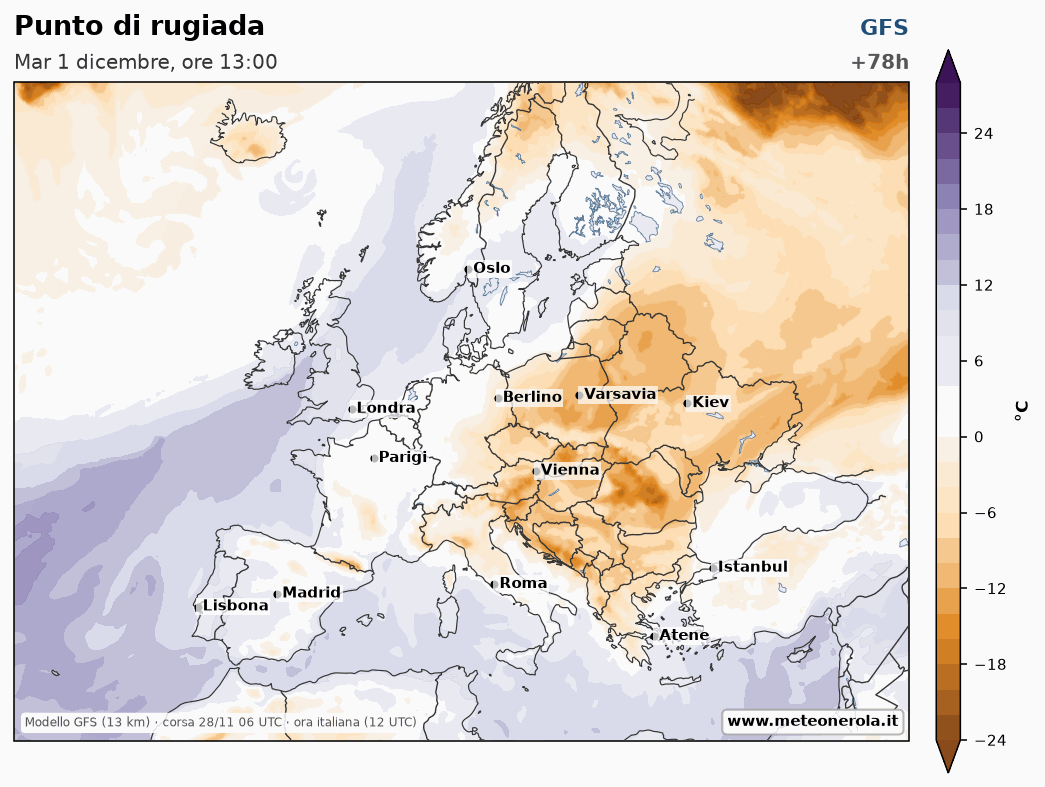 Punto di rugiada
GFS
Mar 1 dicembre, ore 13:00
+78h
Oslo
Londra
Berlino
Varsavia
Kiev
Parigi
Vienna
Madrid
Lisbona
Roma
Istanbul
Atene
24
18
12
6
0
−6
−12
−18
−24
°C
Modello GFS (13 km) · corsa 28/11 06 UTC · ora italiana (12 UTC)
www.meteonerola.it